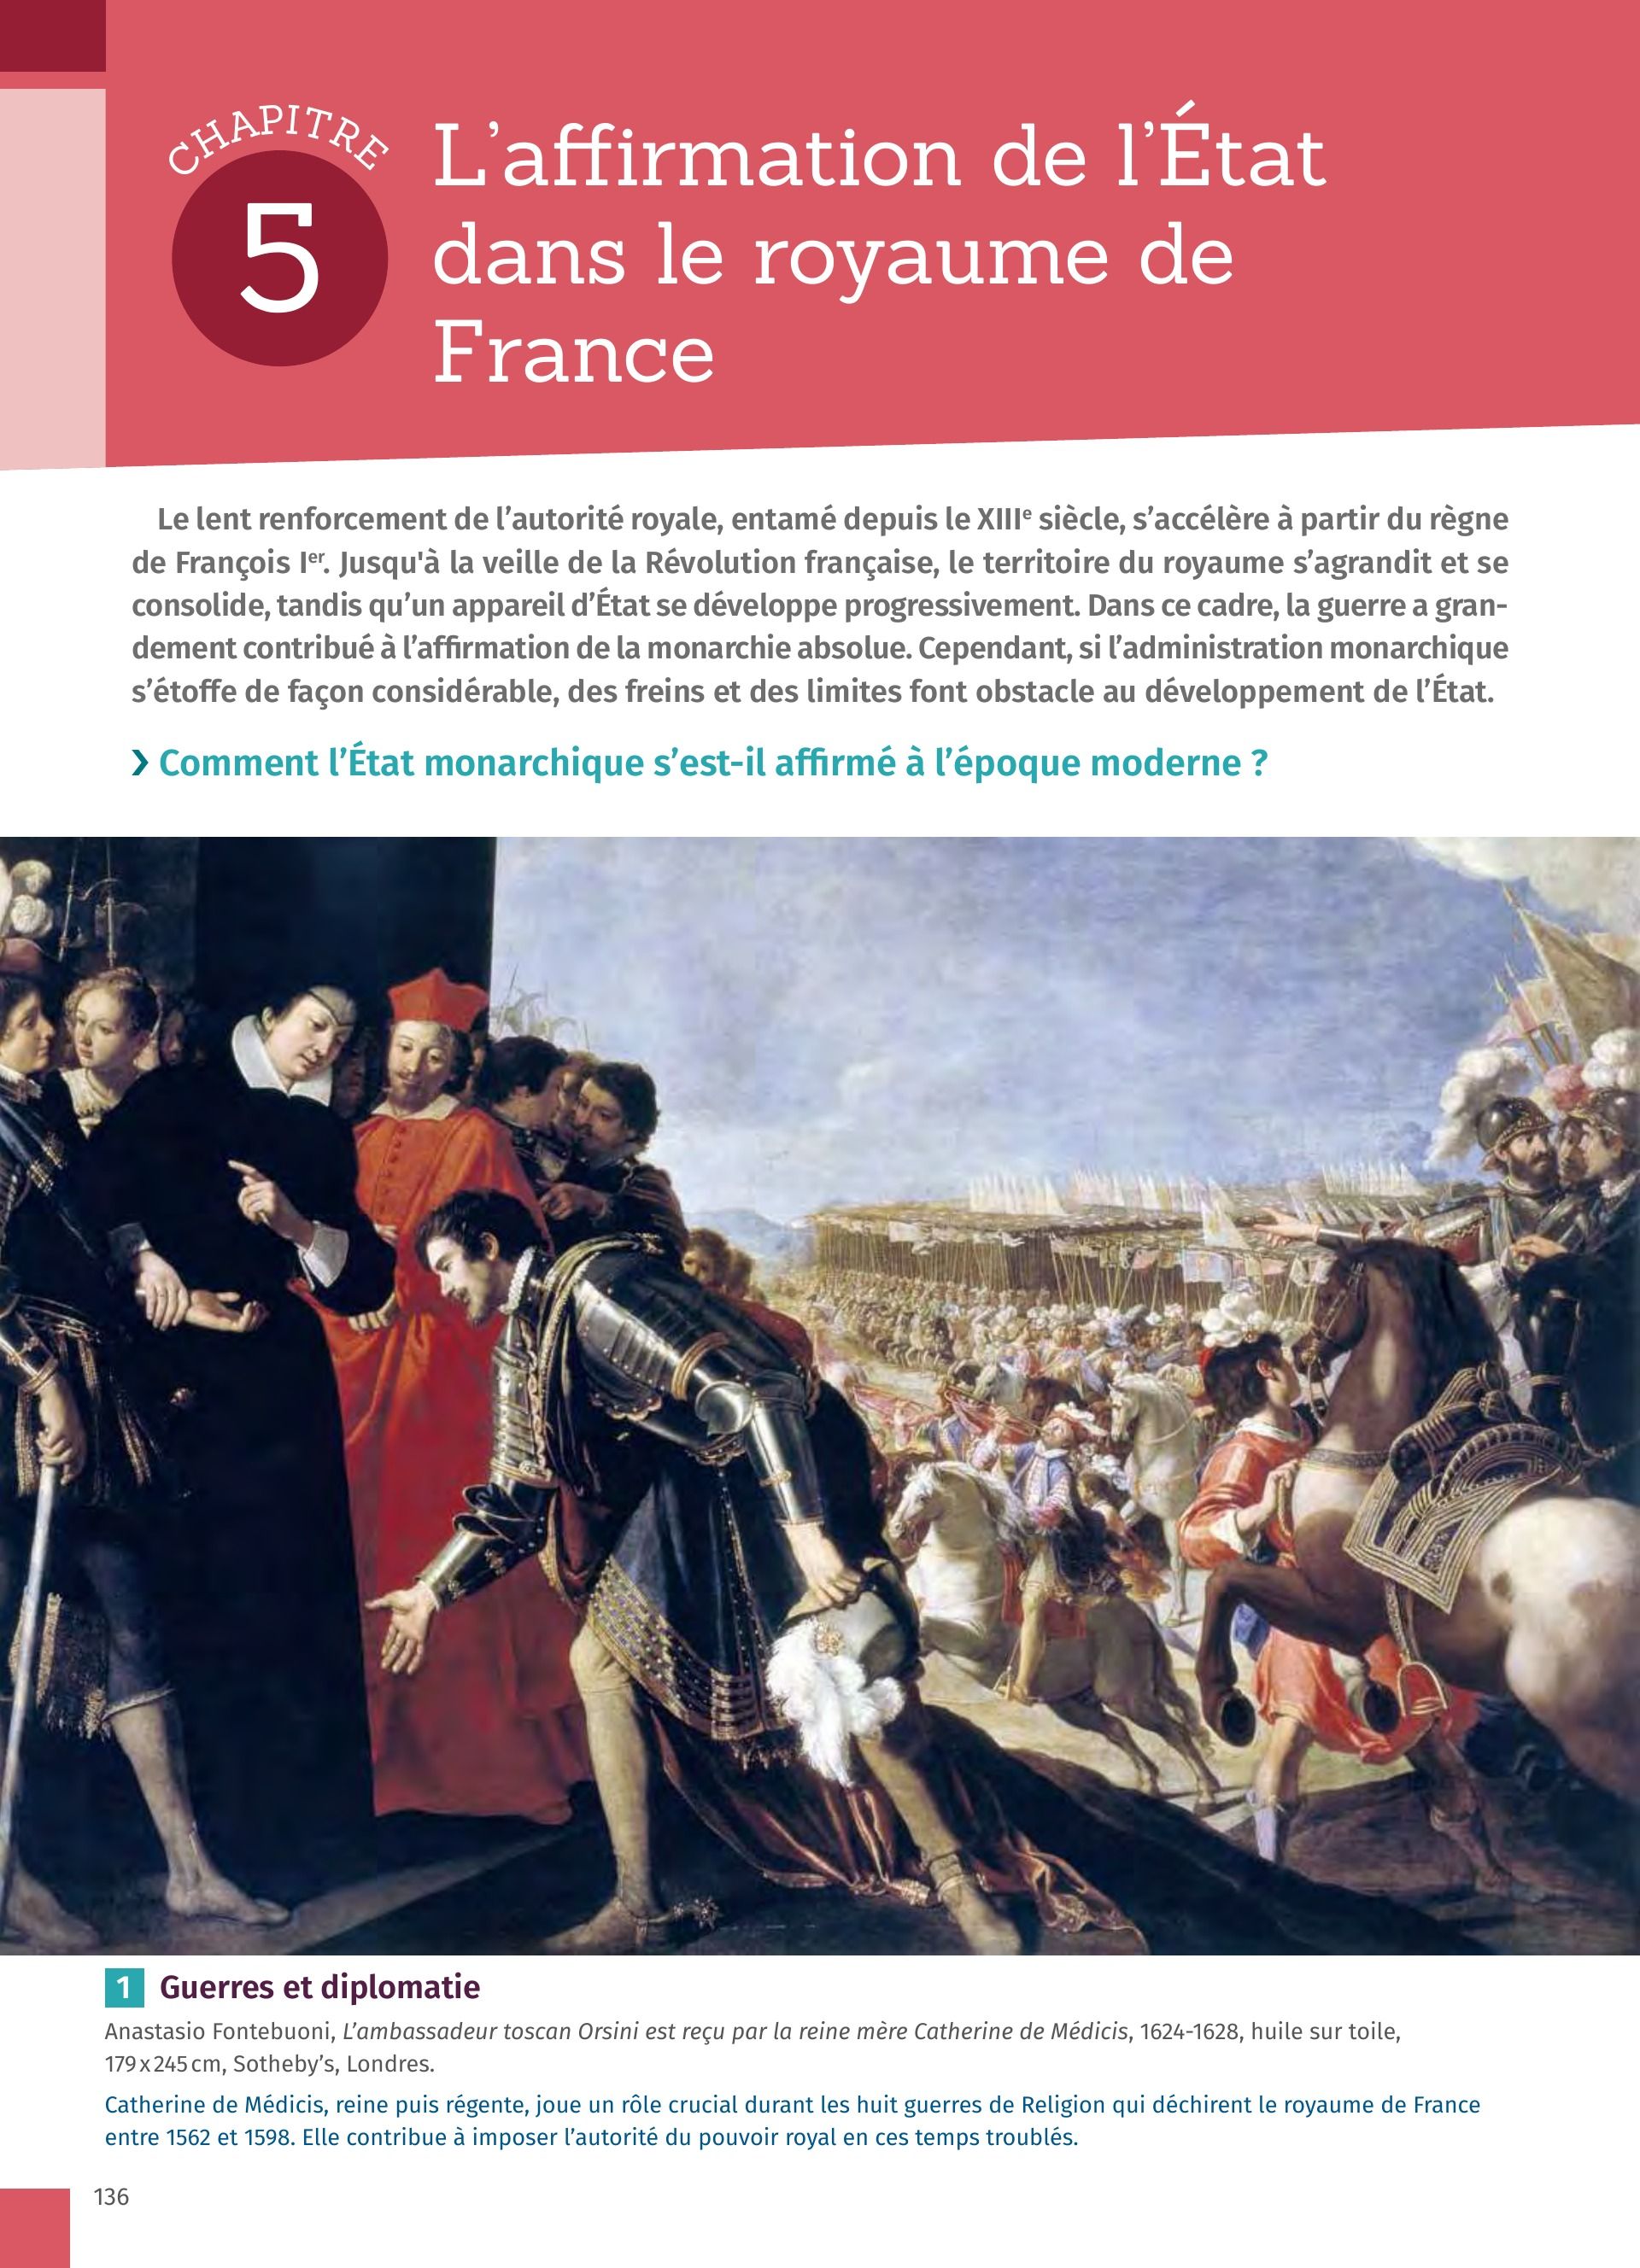 CHAPITRE
5
L'affirmation de l'État
dans le royaume de
France
Le lent renforcement de l'autorité royale, entamé depuis le XIIIe siècle, s'accélère à partir du règne
de François Ier. Jusqu'à la veille de la Révolution française, le territoire du royaume s'agrandit et se
consolide, tandis qu'un appareil d'État se développe progressivement. Dans ce cadre, la guerre a gran-
dement contribué à l'affirmation de la monarchie absolue. Cependant, si l'administration monarchique
s'étoffe de façon considérable, des freins et des limites font obstacle au développement de l'État.
› Comment l'État monarchique s'est-il affirmé à l'époque moderne ?
1 Guerres et diplomatie
Anastasio Fontebuoni, L'ambassadeur toscan Orsini est reçu par la reine mère Catherine de Médicis, 1624-1628, huile sur toile,
179 x 245 cm, Sotheby's, Londres.
Catherine de Médicis, reine puis régente, joue un rôle crucial durant les huit guerres de Religion qui déchirent le royaume de France
entre 1562 et 1598. Elle contribue à imposer l'autorité du pouvoir royal en ces temps troublés.
136